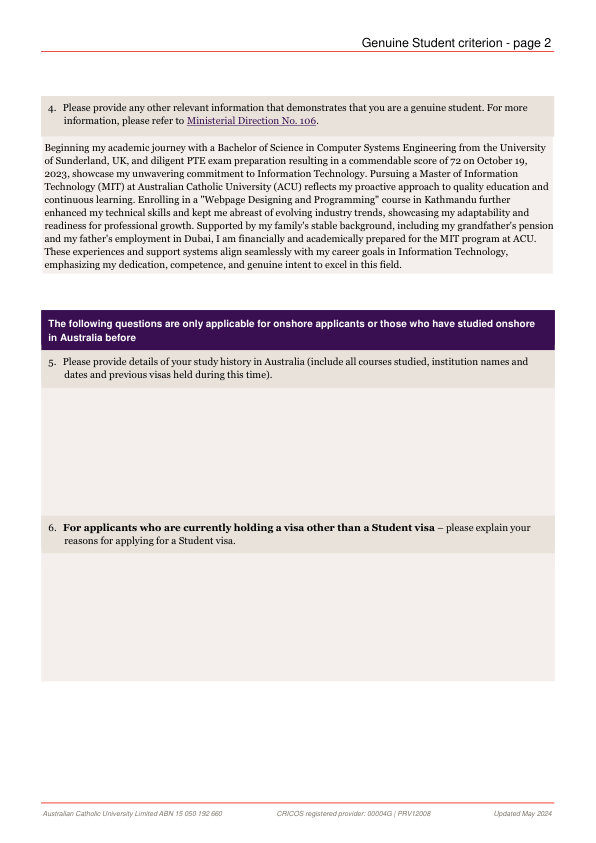 Genuine Student criterion - page 2
4. Please provide any other relevant information that demonstrates that you are a genuine student. For more
information, please refer to Ministerial Direction No. 106.
Beginning my academic journey with a Bachelor of Science in Computer Systems Engineering from the University
of Sunderland, UK, and diligent PTE exam preparation resulting in a commendable score of 72 on October 19,
2023, showcase my unwavering commitment to Information Technology. Pursuing a Master of Information
Technology (MIT) at Australian Catholic University (ACU) reflects my proactive approach to quality education and
continuous learning. Enrolling in a "Webpage Designing and Programming" course in Kathmandu further
enhanced my technical skills and kept me abreast of evolving industry trends, showcasing my adaptability and
readiness for professional growth. Supported by my family's stable background, including my grandfather's pension
and my father's employment in Dubai, I am financially and academically prepared for the MIT program at ACU.
These experiences and support systems align seamlessly with my career goals in Information Technology,
emphasizing my dedication, competence, and genuine intent to excel in this field.
The following questions are only applicable for onshore applicants or those who have studied onshore
in Australia before
5. Please provide details of your study history in Australia (include all courses studied, institution names and
dates and previous visas held during this time).
6. For applicants who are currently holding a visa other than a Student visa – please explain your
reasons for applying for a Student visa.
Australian Catholic University Limited ABN 15 050 192 660 CRICOS registered provider: 00004G | PRV12008 Updated May 2024